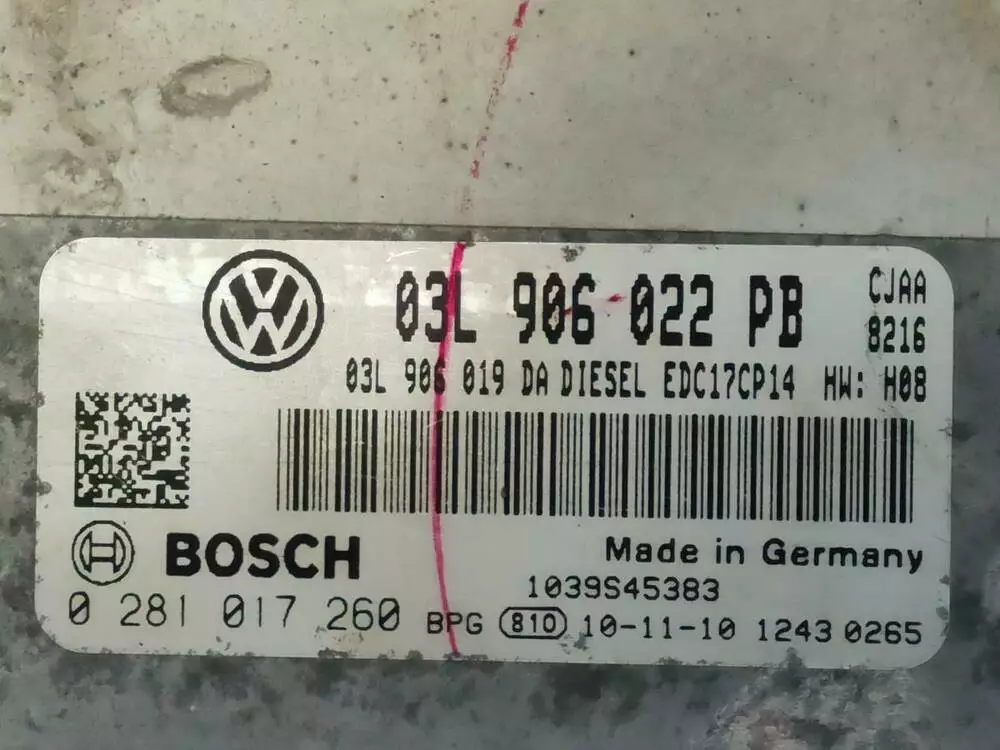 03L 906 022 PB CJAA
8216
03L 906 019 DA DIESEL EDC17CP14 HW: H08
BOSCH
Made in Germany
1039S45383
0 281 017 260 BPG 810 10-11-10 1243 0265